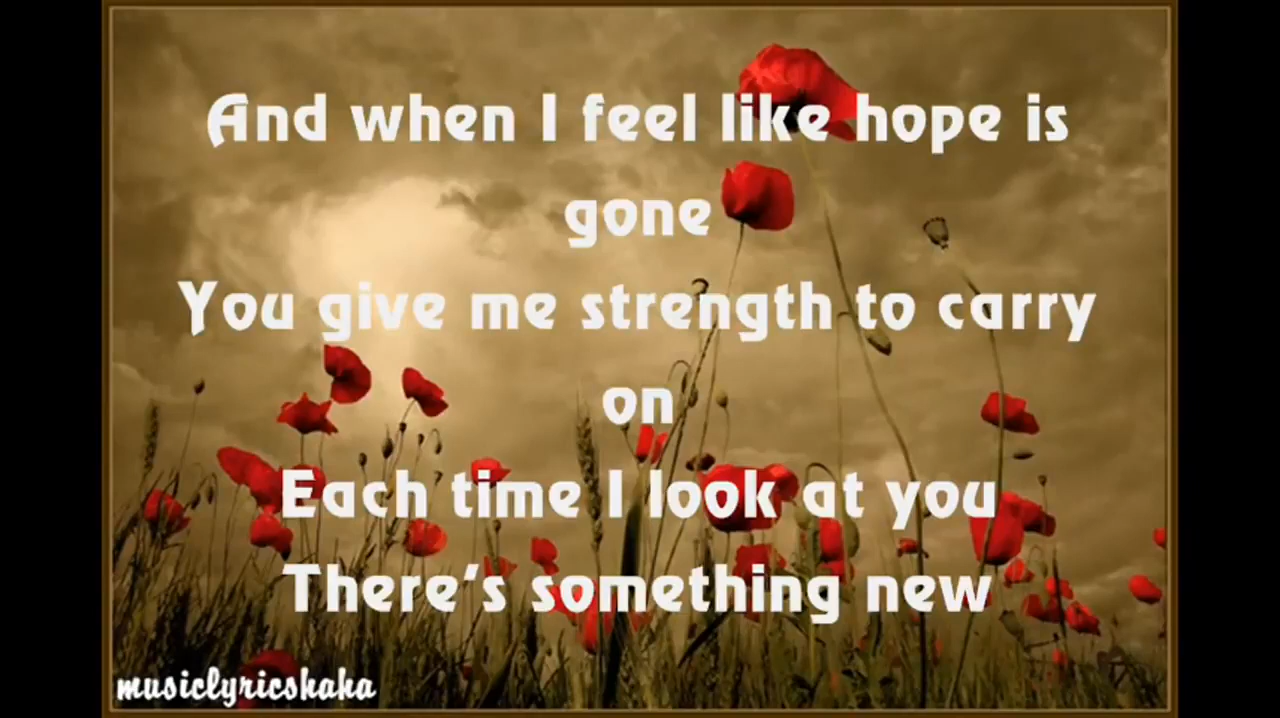 And when I feel like hope is
gone
You give me strength to carry
on
Each time I look at you
There's something new
musiclyricshaha